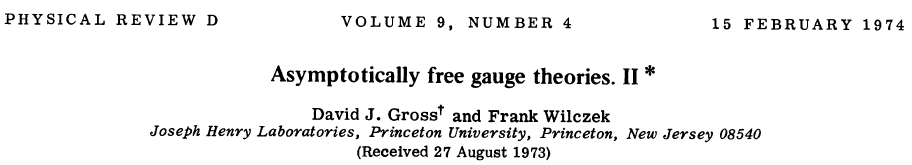 PHYSICAL REVIEW D VOLUME 9, NUMBER 4 15 FEBRUARY 1974
Asymptotically free gauge theories. II*
David J. Gross† and Frank Wilczek
Joseph Henry Laboratories, Princeton University, Princeton, New Jersey 08540
(Received 27 August 1973)